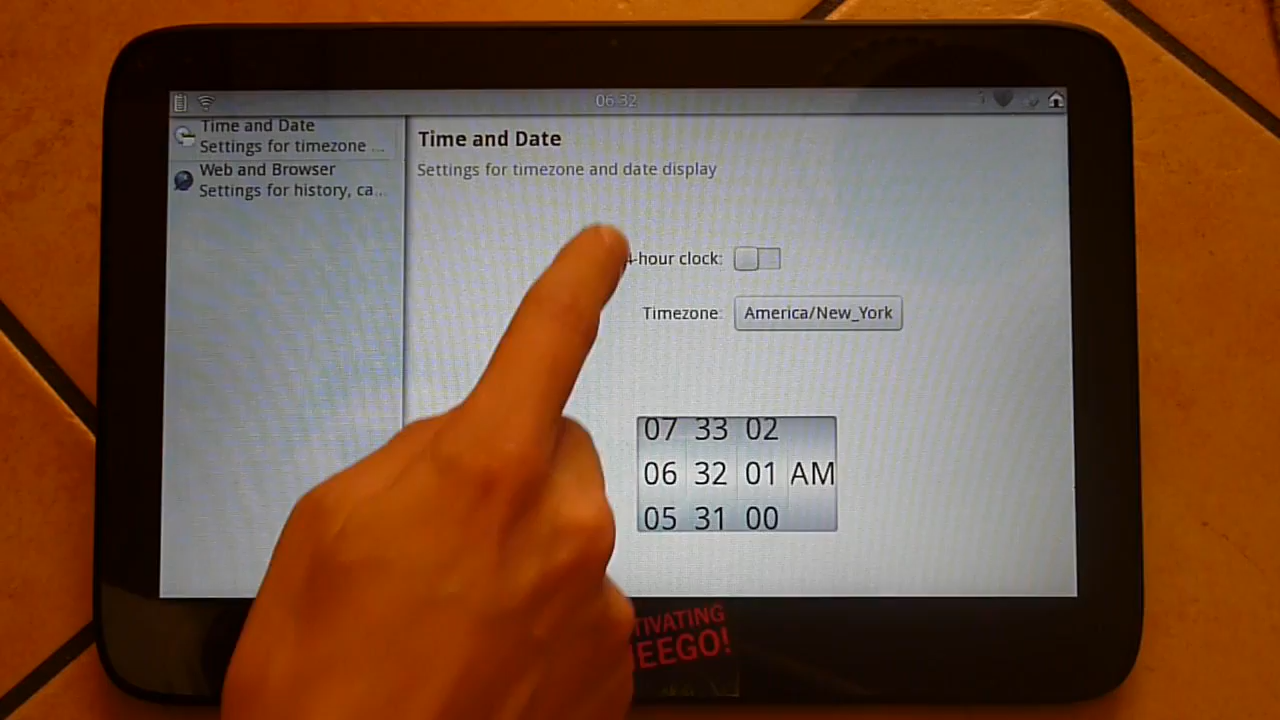 06:32
Time and Date
Settings for timezone ...
Web and Browser
Settings for history, ca...
Time and Date
Settings for timezone and date display
-hour clock:
Timezone: America/New_York
07 33 02
06 32 01 AM
05 31 00
TIVATING
EEGO!